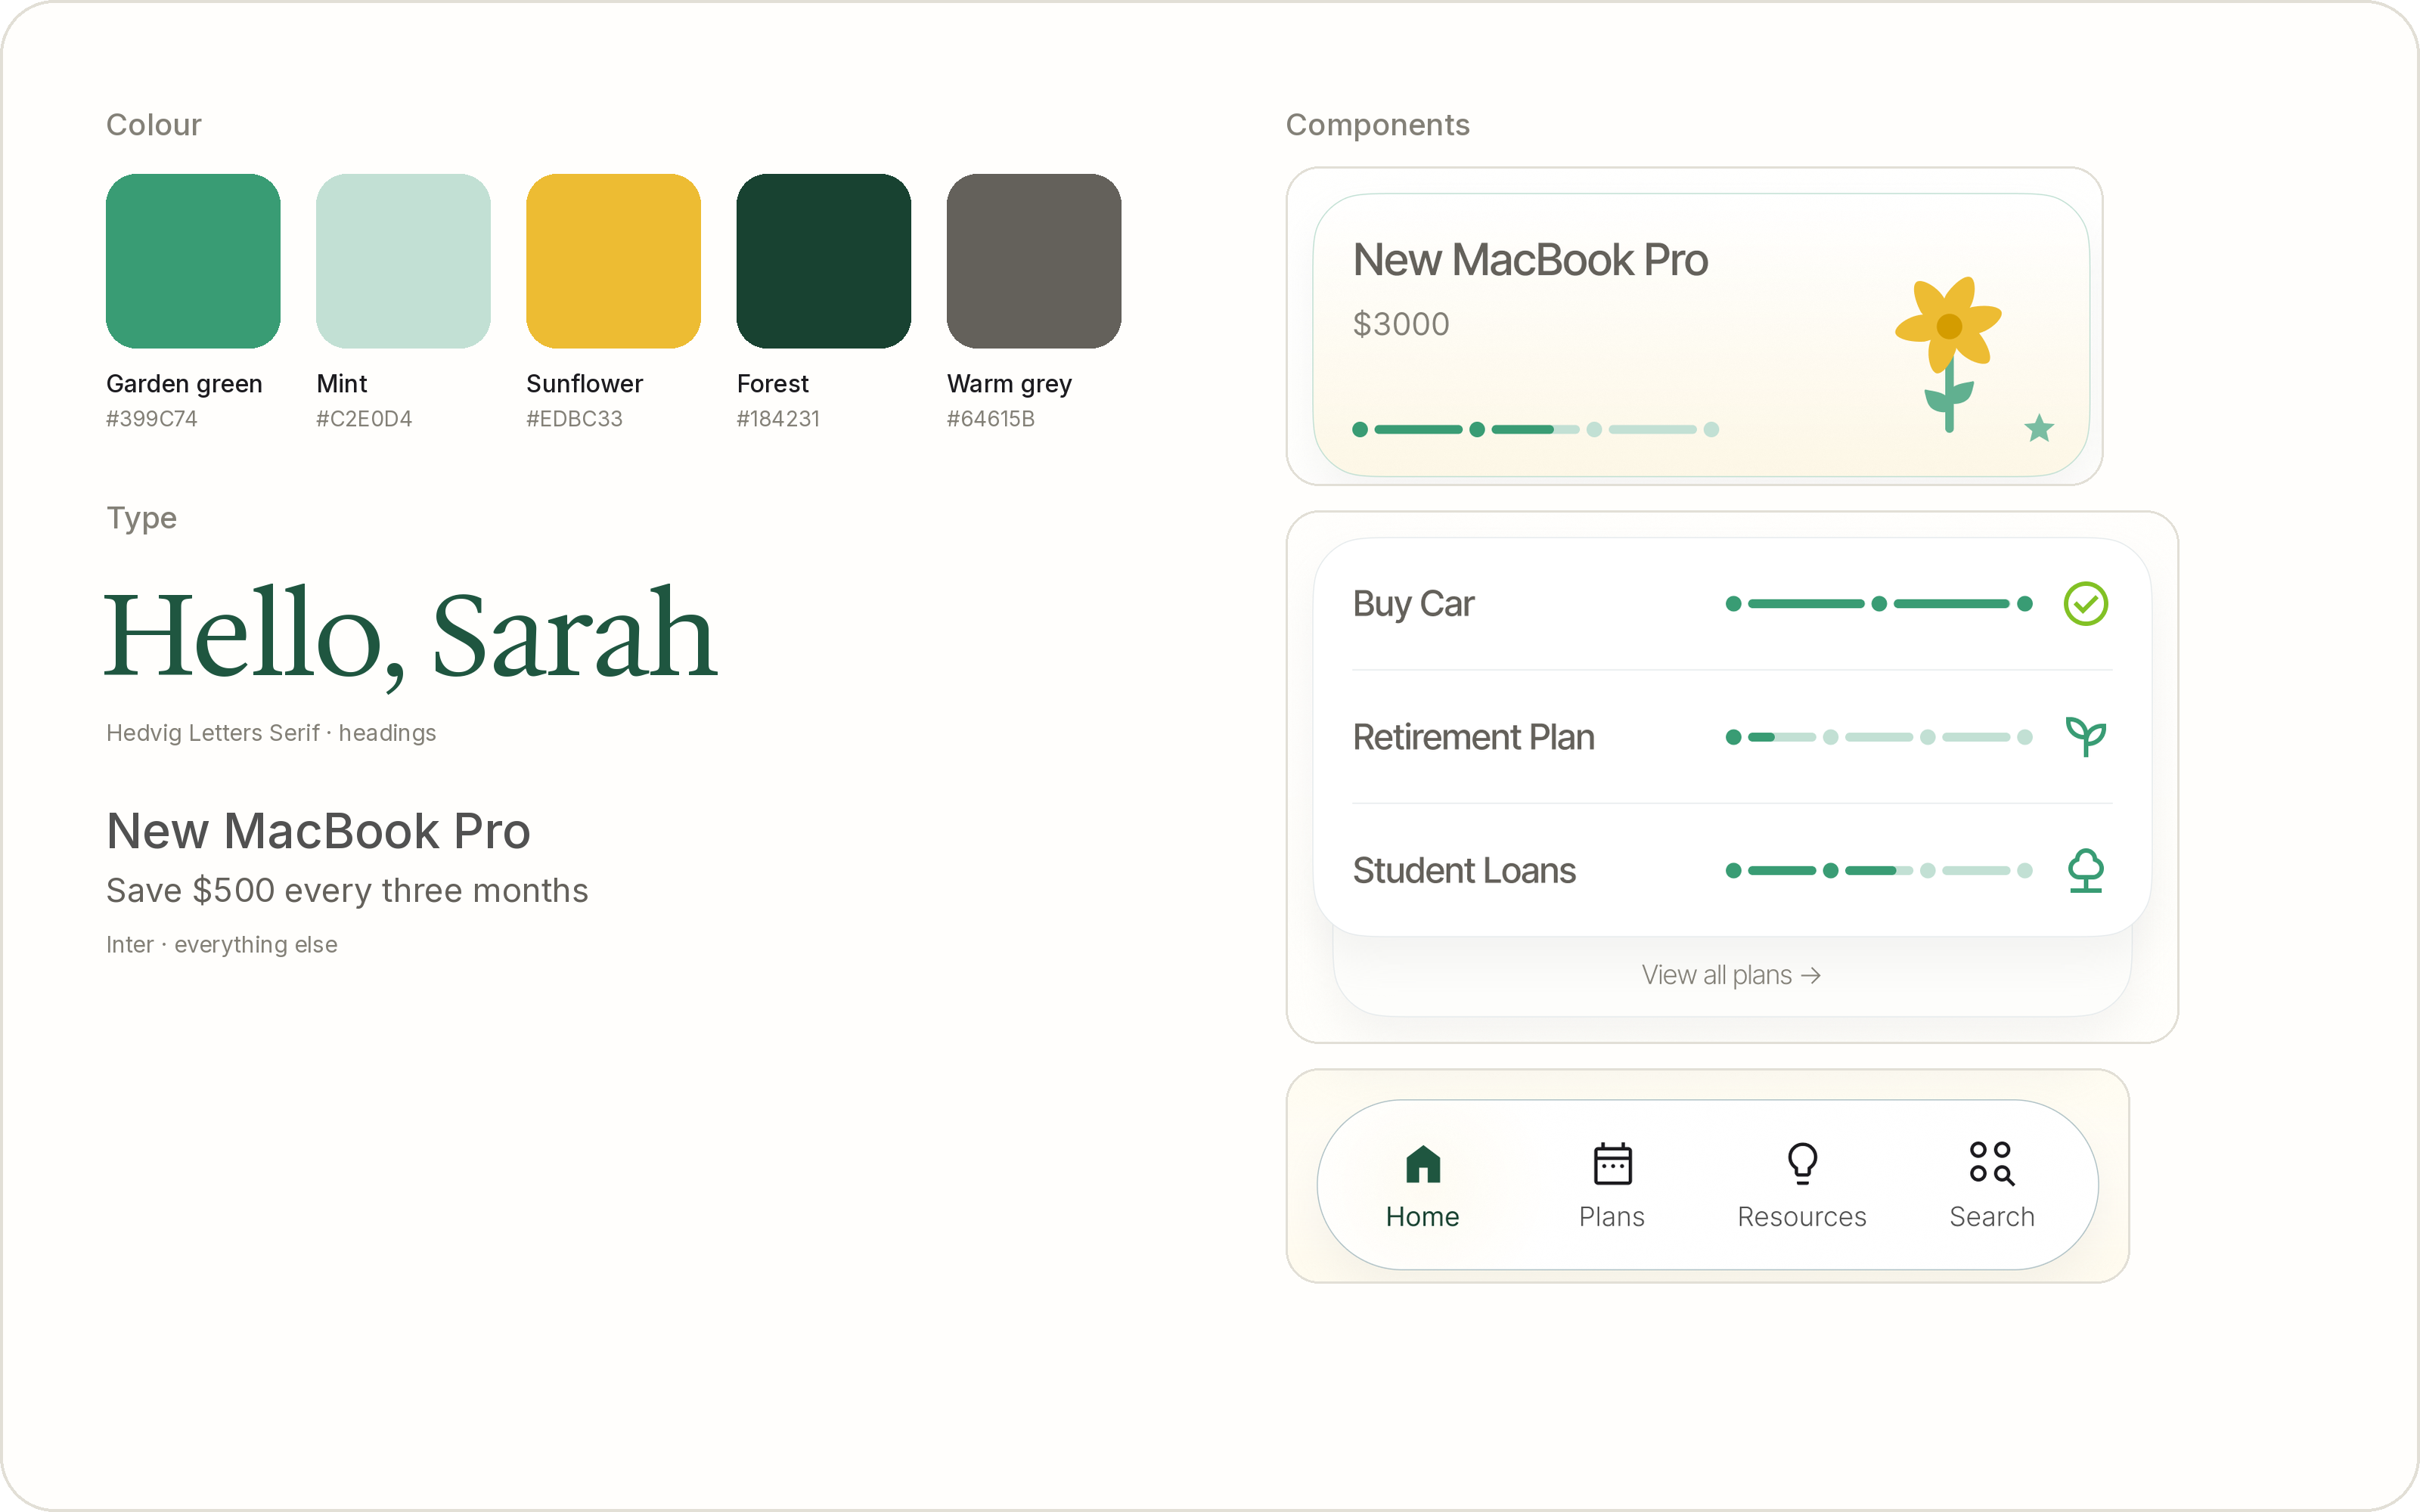 Colour
Garden green
#399C74
Mint
#C2E0D4
Sunflower
#EDBC33
Forest
#184231
Warm grey
#64615B
Type
Hello, Sarah
Hedvig Letters Serif · headings
New MacBook Pro
Save $500 every three months
Inter · everything else
Components
New MacBook Pro
$3000
Buy Car
Retirement Plan
Student Loans
View all plans →
Home
Plans
Resources
Search